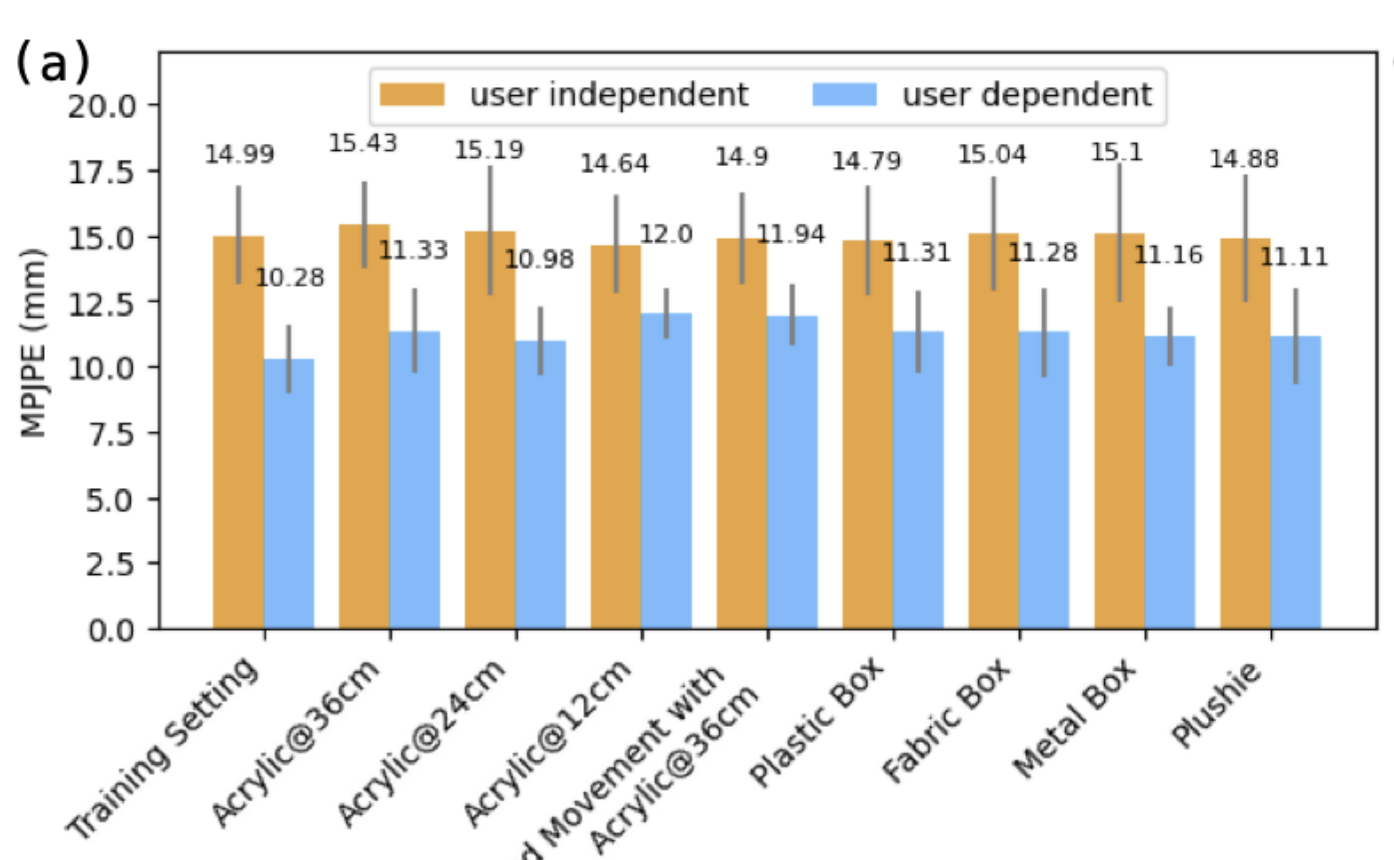 (a)
user independent
user dependent
MPJPE (mm)
20.0
17.5
15.0
12.5
10.0
7.5
5.0
2.5
0.0
14.99
10.28
15.43
11.33
15.19
10.98
14.64
12.0
14.9
11.94
14.79
11.31
15.04
11.28
15.1
11.16
14.88
11.11
Training Setting
Acrylic@36cm
Acrylic@24cm
Acrylic@12cm
Movement with
Acrylic@36cm
Plastic Box
Fabric Box
Metal Box
Plushie